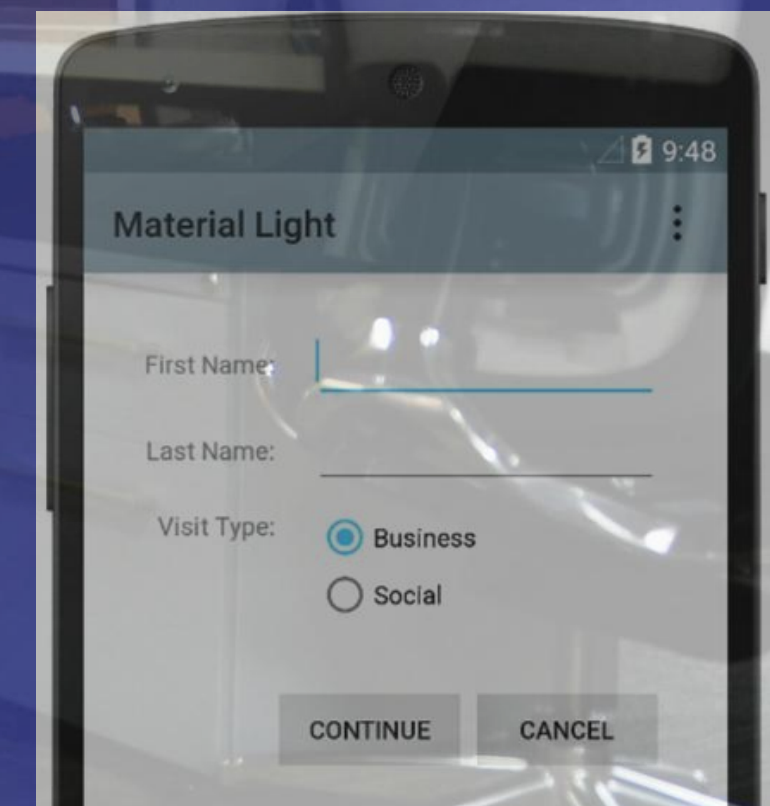 9:48
Material Light
First Name:
Last Name:
Visit Type:
Business
Social
CONTINUE CANCEL